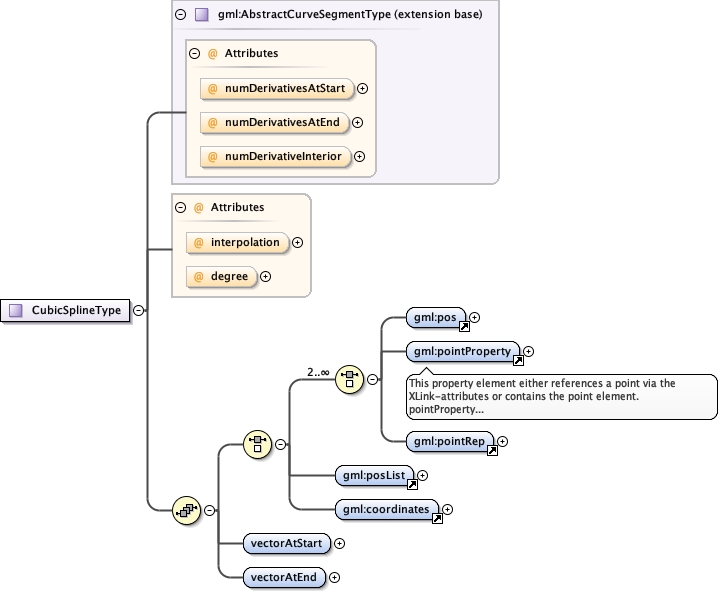 gml:AbstractCurveSegmentType (extension base)
@ Attributes
@ numDerivativesAtStart
@ numDerivativesAtEnd
@ numDerivativeInterior
@ Attributes
@ interpolation
@ degree
CubicSplineType
gml:pos
gml:pointProperty
2..∞
This property element either references a point via the
XLink-attributes or contains the point element.
pointProperty...
gml:pointRep
gml:posList
gml:coordinates
vectorAtStart
vectorAtEnd